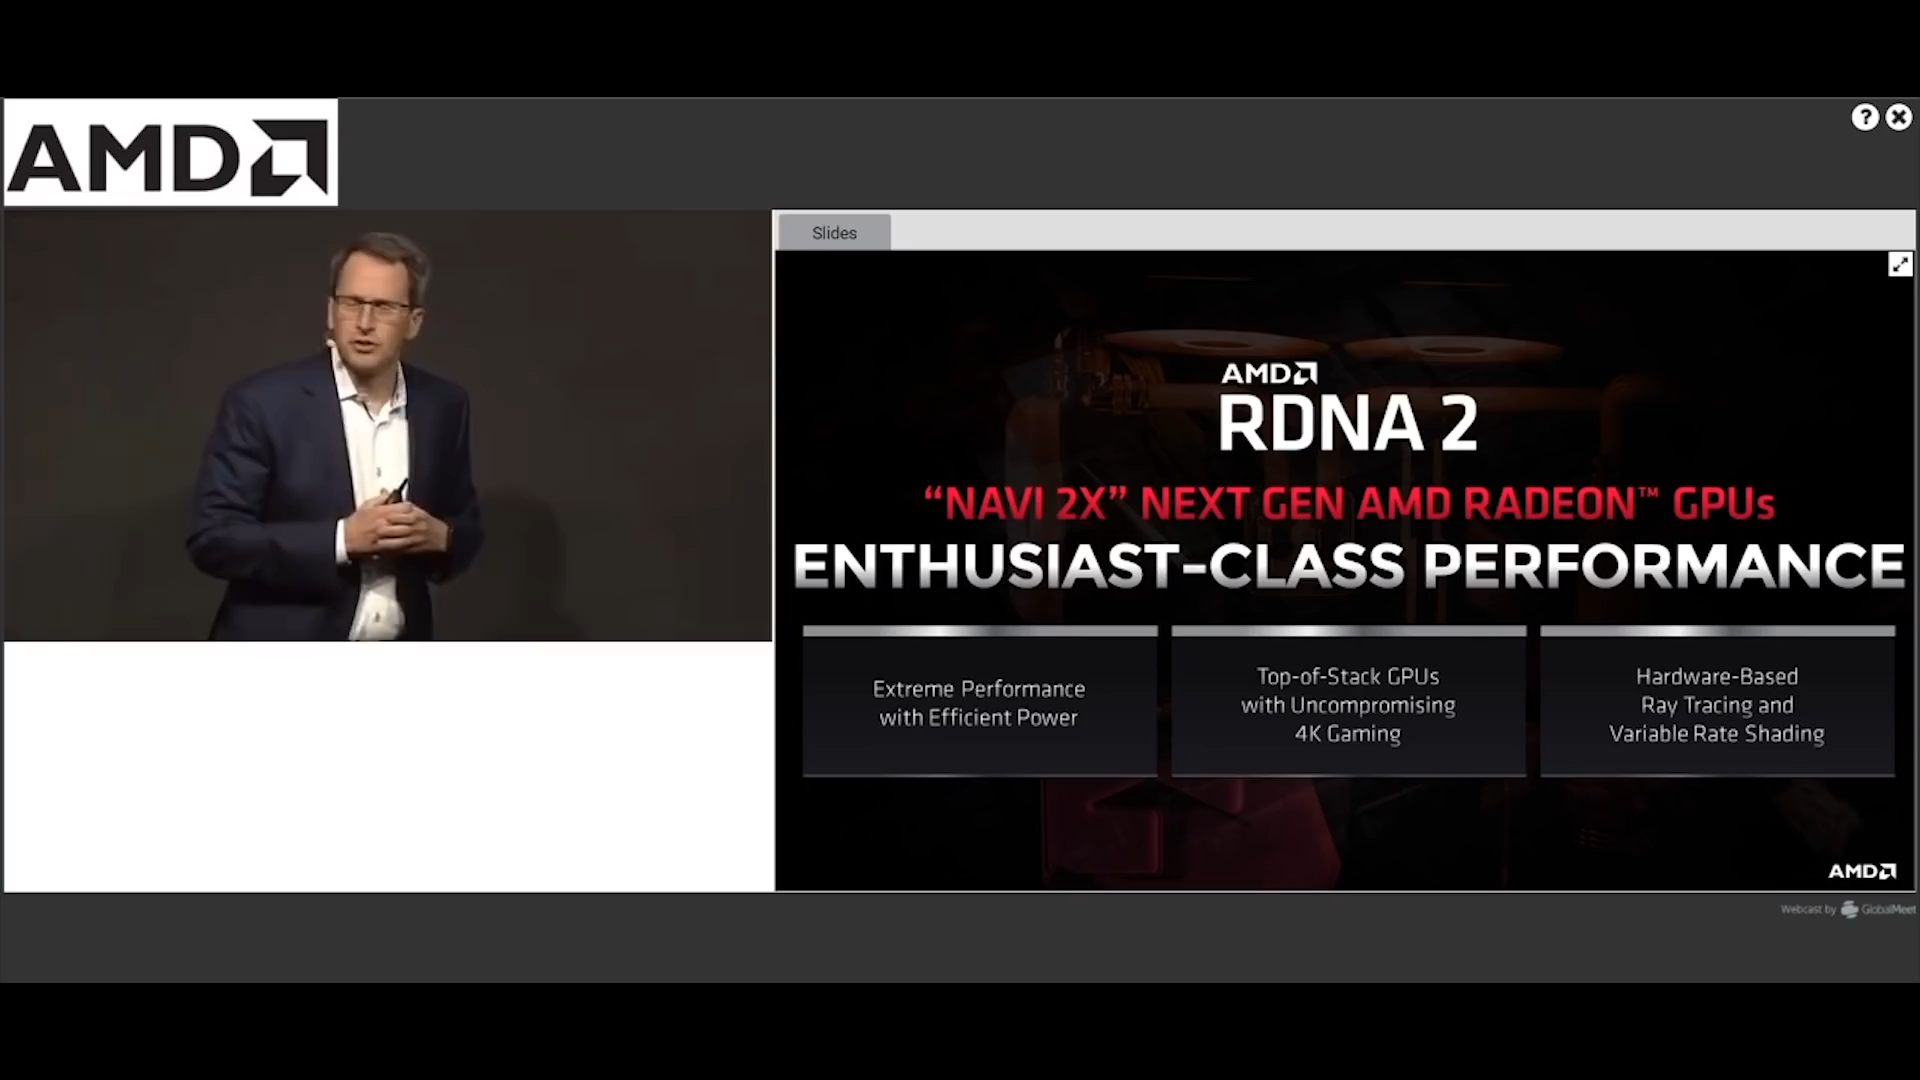 AMD
Slides
AMD
RDNA 2
“NAVI 2X” NEXT GEN AMD RADEON™ GPUs
ENTHUSIAST-CLASS PERFORMANCE
Extreme Performance
with Efficient Power
Top-of-Stack GPUs
with Uncompromising
4K Gaming
Hardware-Based
Ray Tracing and
Variable Rate Shading
AMD
Webcast by GlobalMeet